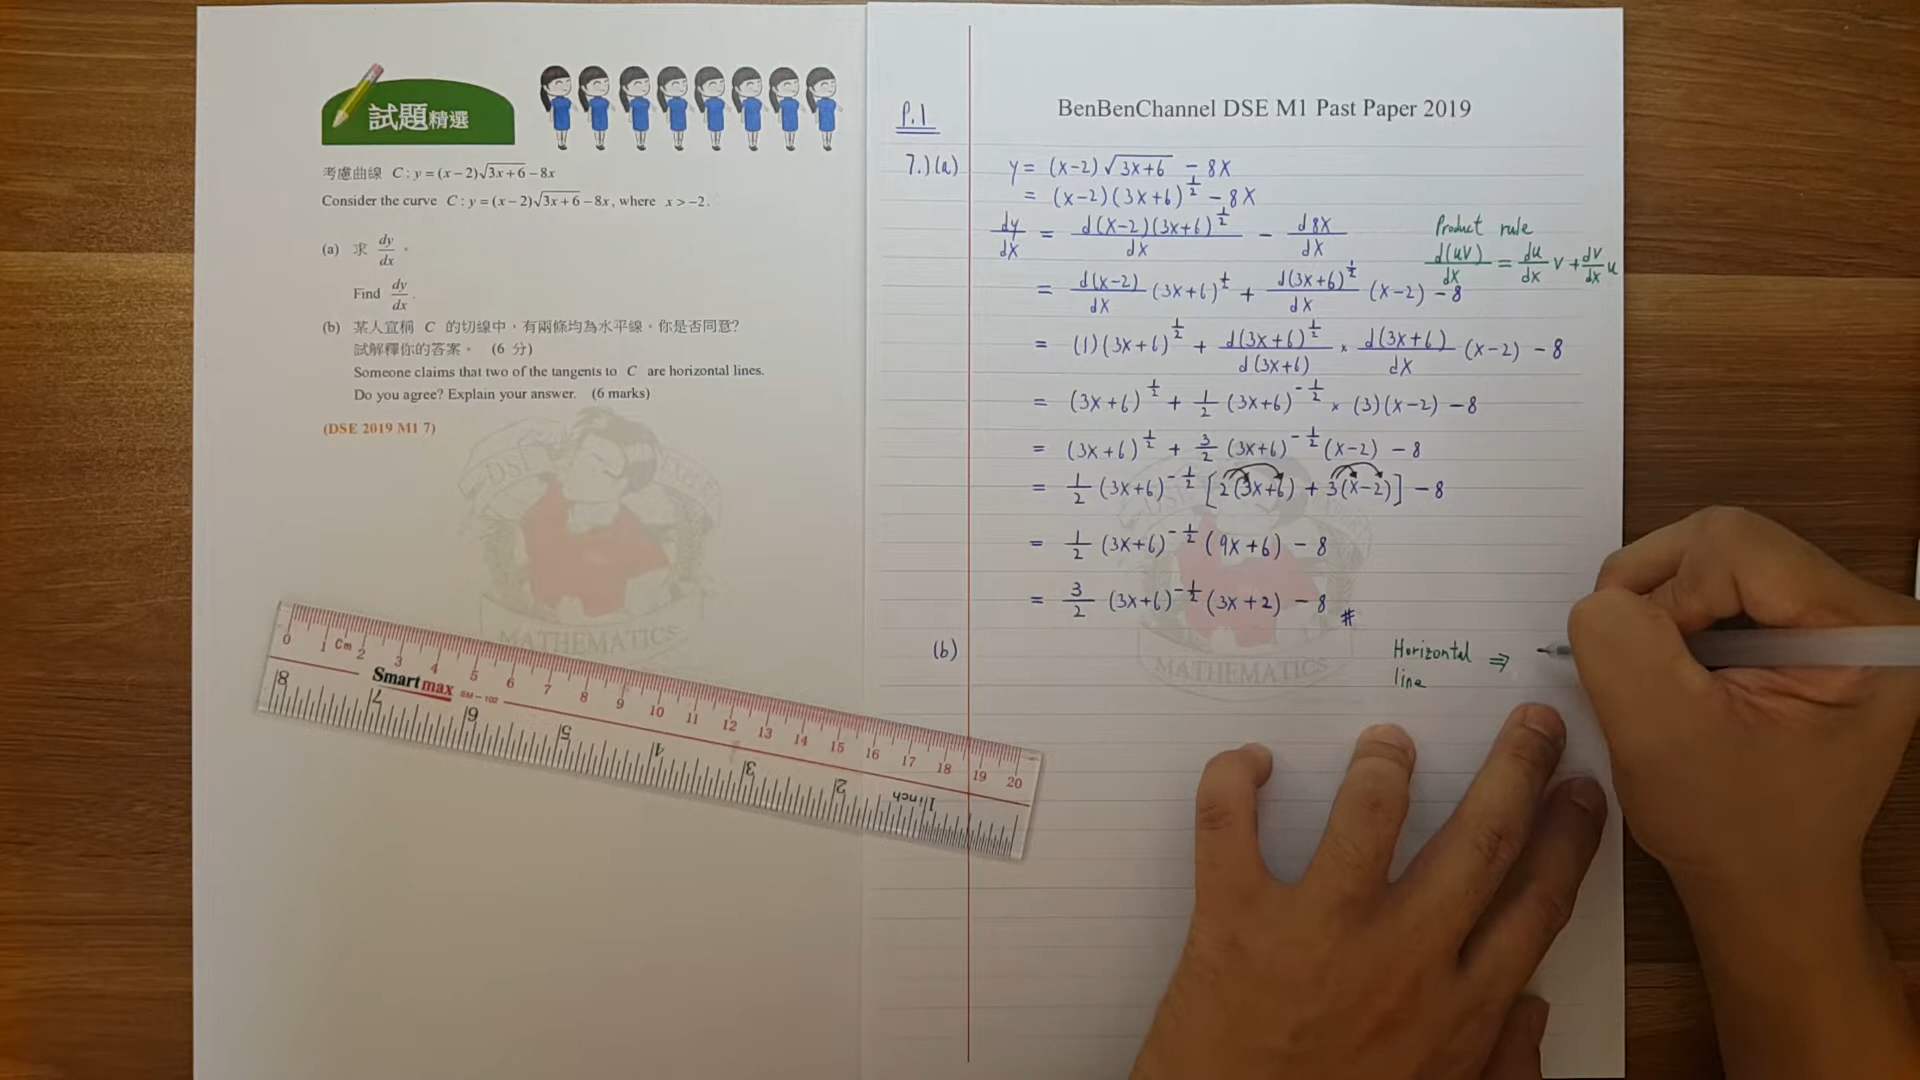 試題精選
考慮曲線 C : y = (x − 2)√(3x + 6) − 8x
Consider the curve C : y = (x − 2)√(3x + 6) − 8x , where x > −2 .
(a) 求 dy/dx 。
Find dy/dx .
(b) 某人宣稱 C 的切線中，有兩條均為水平線。你是否同意?
試解釋你的答案。 (6 分)
Someone claims that two of the tangents to C are horizontal lines.
Do you agree? Explain your answer. (6 marks)
(DSE 2019 M1 7)
DSE
MATHEMATICS
0 1 Cm 2 3 4 5 6 7 8 9 10 11 12 13 14 15 16 17 18 19 20
Smartmax SM-102
8 7 6 5 4 3 2 1 inch
P.1
BenBenChannel DSE M1 Past Paper 2019
7.)(a) y = (x-2)√(3x+6) - 8x
= (x-2)(3x+6)^(1/2) - 8x
dy/dx = d(x-2)(3x+6)^(1/2)/dx - d8x/dx
Product rule
d(uv)/dx = du/dx v + dv/dx u
= d(x-2)/dx (3x+6)^(1/2) + d(3x+6)^(1/2)/dx (x-2) - 8
= (1)(3x+6)^(1/2) + d(3x+6)^(1/2)/d(3x+6) × d(3x+6)/dx (x-2) - 8
= (3x+6)^(1/2) + 1/2 (3x+6)^(-1/2) × (3)(x-2) - 8
= (3x+6)^(1/2) + 3/2 (3x+6)^(-1/2) (x-2) - 8
= 1/2 (3x+6)^(-1/2) [2(3x+6) + 3(x-2)] - 8
= 1/2 (3x+6)^(-1/2) (9x+6) - 8
= 3/2 (3x+6)^(-1/2) (3x+2) - 8 #
(b) Horizontal ⇒
line
MATHEMATICS